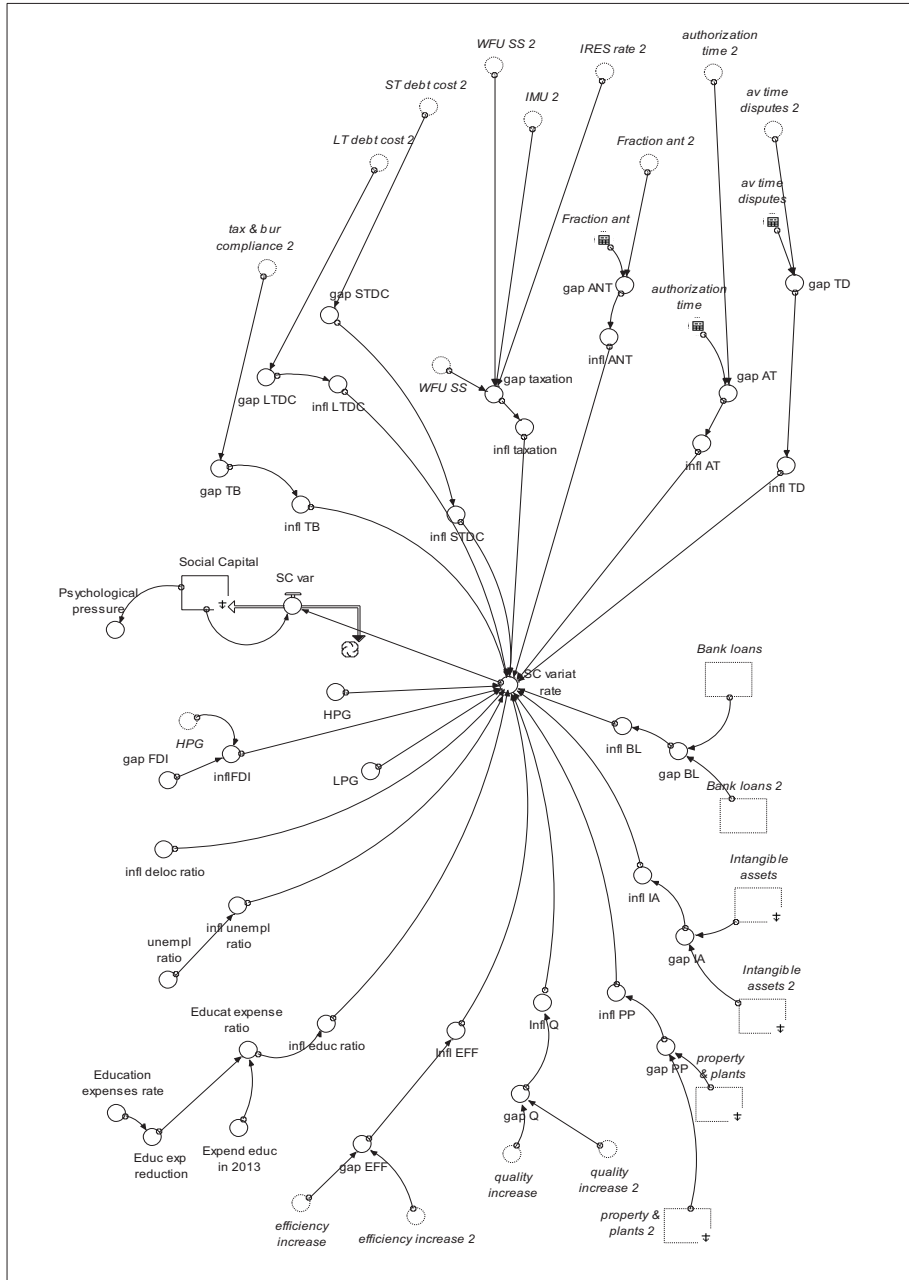 WFU SS 2
IRES rate 2
authorization
time 2
ST debt cost 2
IMU 2
av time
disputes 2
LT debt cost 2
Fraction ant 2
av time
disputes
tax & bur
compliance 2
Fraction ant
gap STDC
gap ANT
authorization
time
gap TD
infl ANT
gap LTDC
infl LTDC
WFU SS
gap taxation
gap AT
infl taxation
infl AT
gap TB
infl TB
infl STDC
infl TD
Social Capital
SC var
Psychological
pressure
SC variat
rate
Bank loans
HPG
HPG
gap FDI
inflFDI
LPG
infl BL
gap BL
Bank loans 2
infl deloc ratio
Intangible
assets
infl IA
infl unempl
ratio
unempl
ratio
gap IA
Intangible
assets 2
Educat expense
ratio
infl educ ratio
Infl EFF
Infl Q
infl PP
gap PP
property
& plants
Education
expenses rate
Educ exp
reduction
Expend educ
in 2013
gap EFF
gap Q
quality
increase
quality
increase 2
efficiency
increase
efficiency increase 2
property &
plants 2